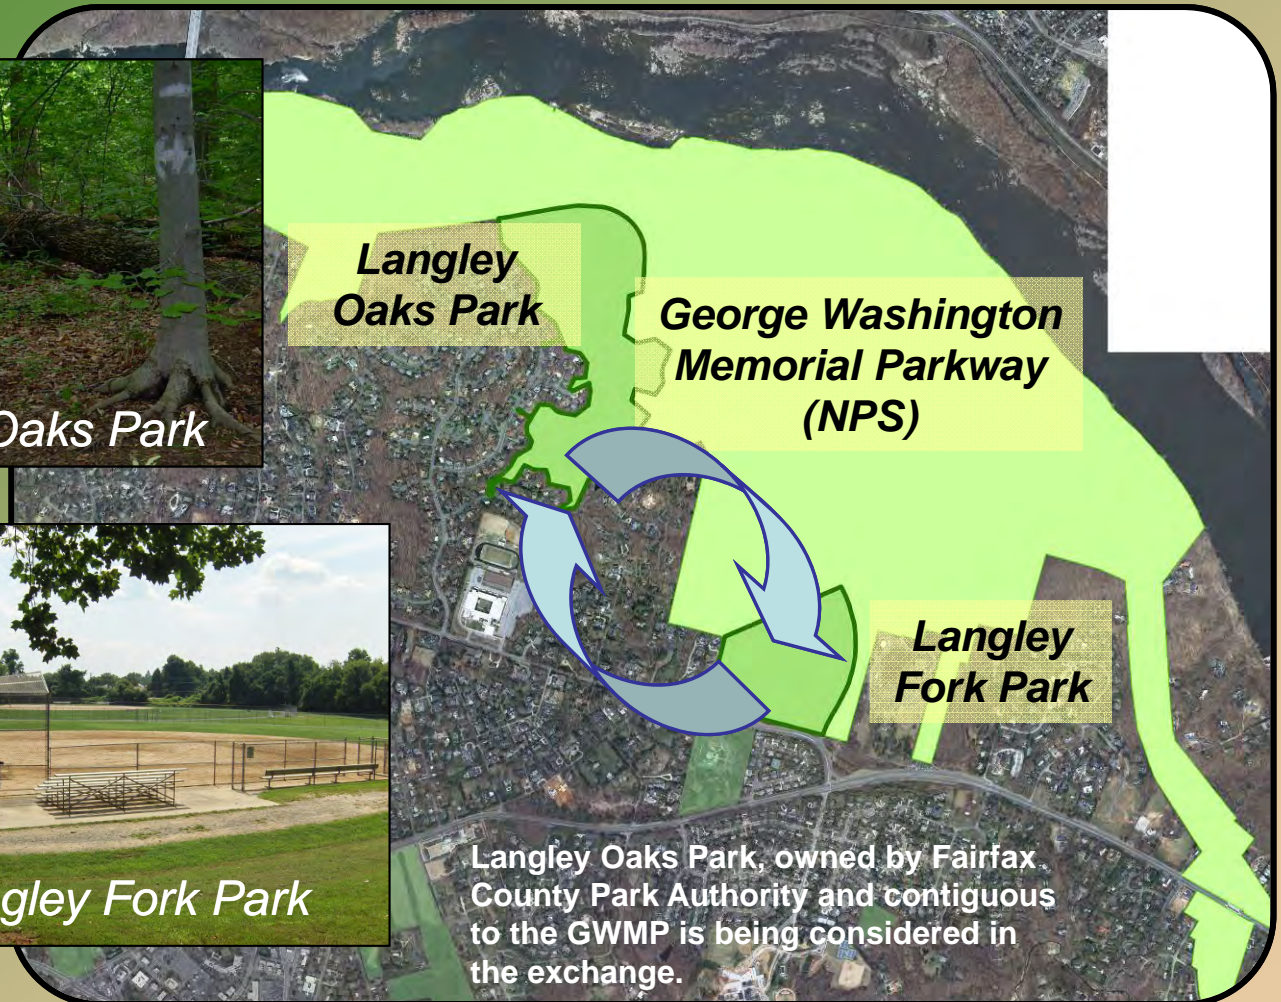 Langley
Oaks Park
George Washington
Memorial Parkway
(NPS)
Oaks Park
Langley
Fork Park
gley Fork Park
Langley Oaks Park, owned by Fairfax
County Park Authority and contiguous
to the GWMP is being considered in
the exchange.